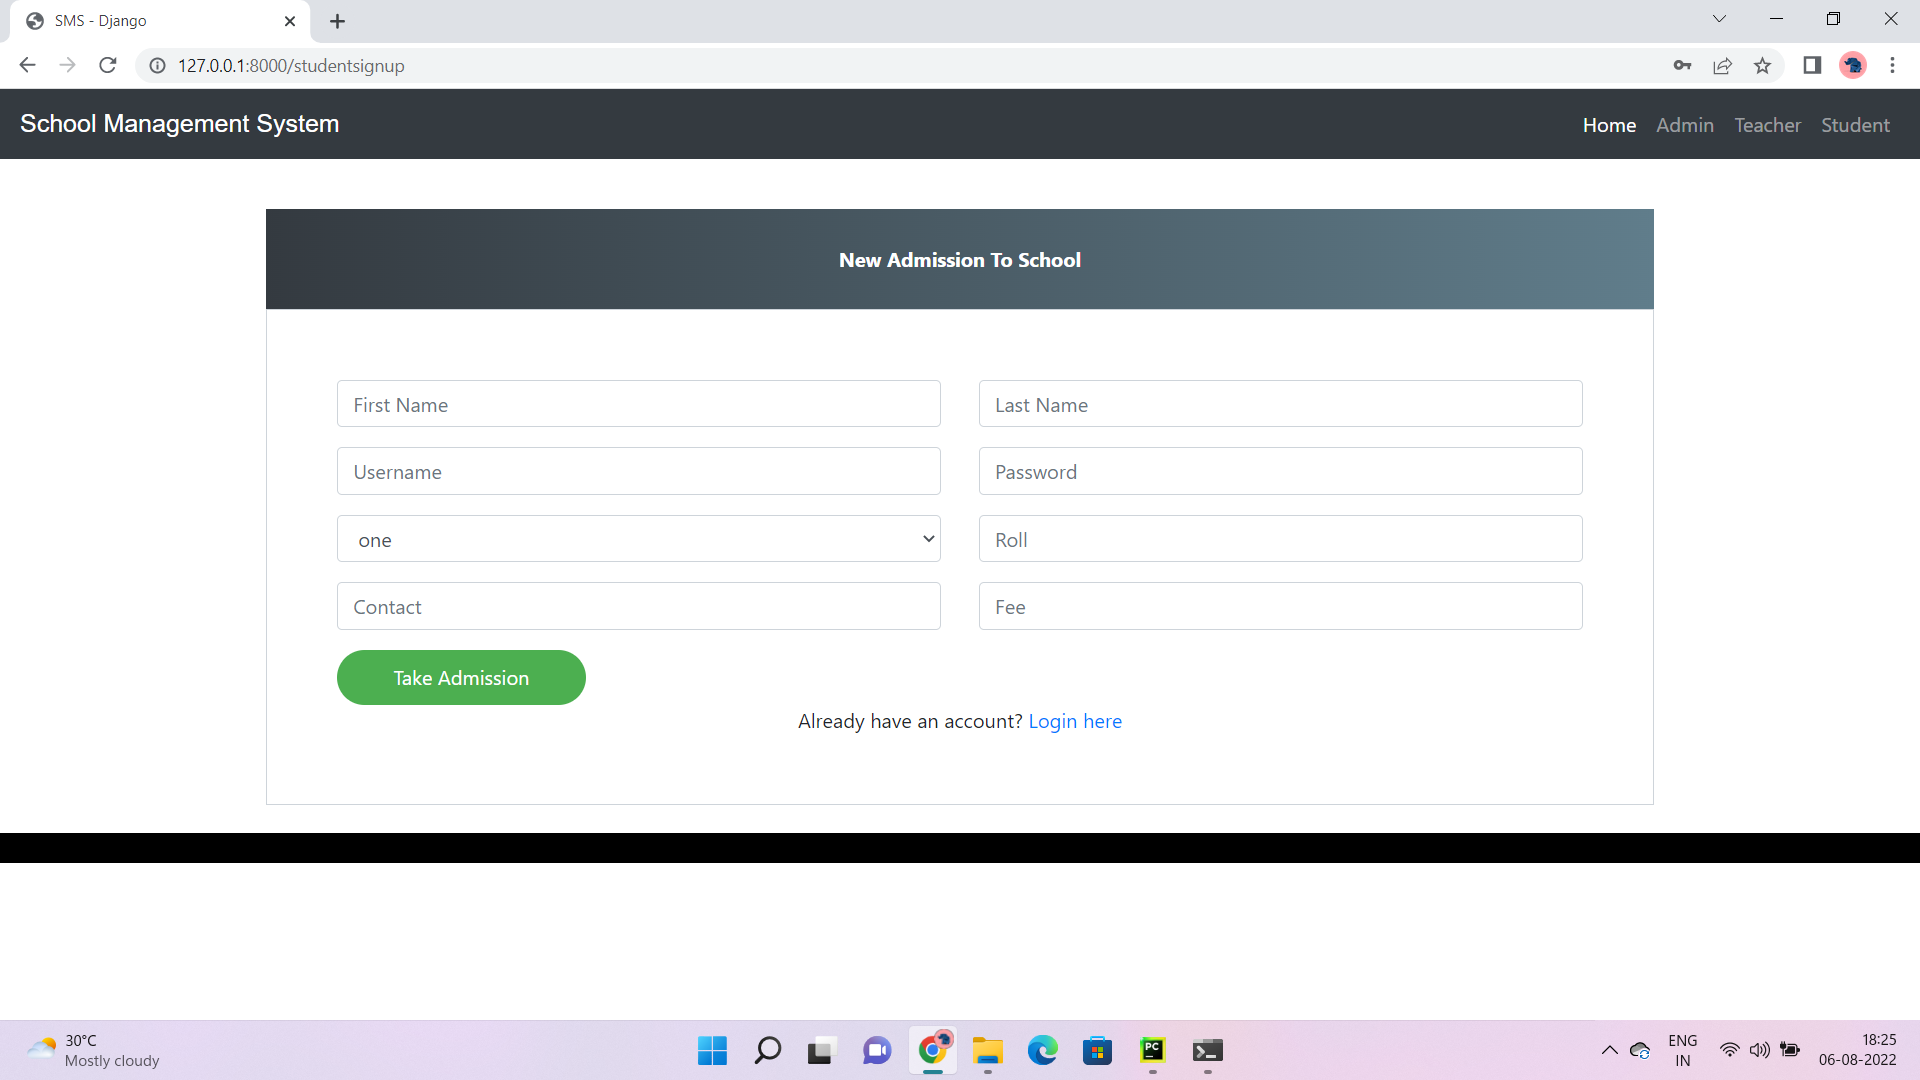 SMS - Django
127.0.0.1:8000/studentsignup
School Management System
Home Admin Teacher Student
New Admission To School
First Name Last Name
Username Password
one Roll
Contact Fee
Take Admission
Already have an account? Login here
30°C
Mostly cloudy
PC
ENG
IN
18:25
06-08-2022